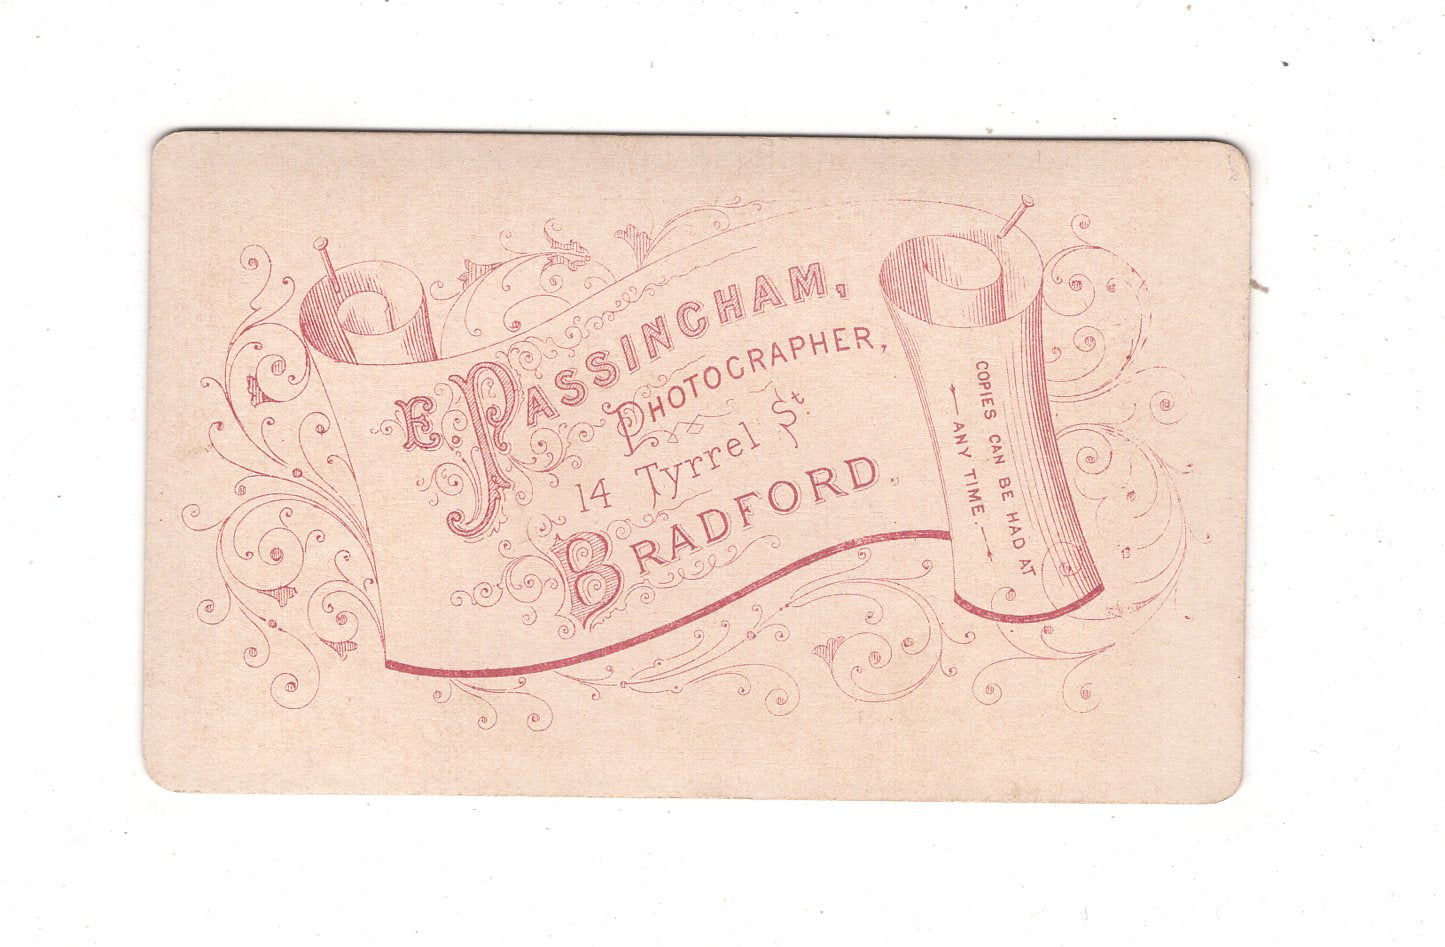 E. PASSINGHAM,
PHOTOGRAPHER,
14 Tyrrel St.
BRADFORD.
COPIES CAN BE HAD AT
ANY TIME.